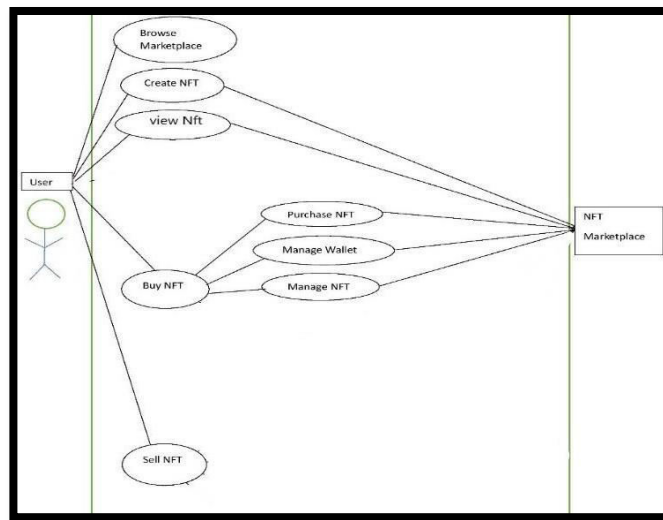 Browse
Marketplace
Create NFT
view Nft
User
Purchase NFT
NFT
Marketplace
Manage Wallet
Buy NFT
Manage NFT
Sell NFT